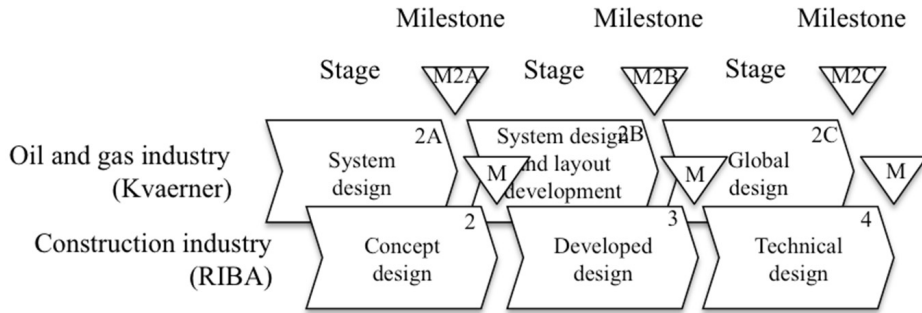 Milestone
Milestone
Milestone
Stage
M2A
Stage
M2B
Stage
M2C
Oil and gas industry
(Kvaerner)
2A
System
design
2B
System design
and layout
development
2C
Global
design
M
M
M
Construction industry
(RIBA)
2
Concept
design
3
Developed
design
4
Technical
design